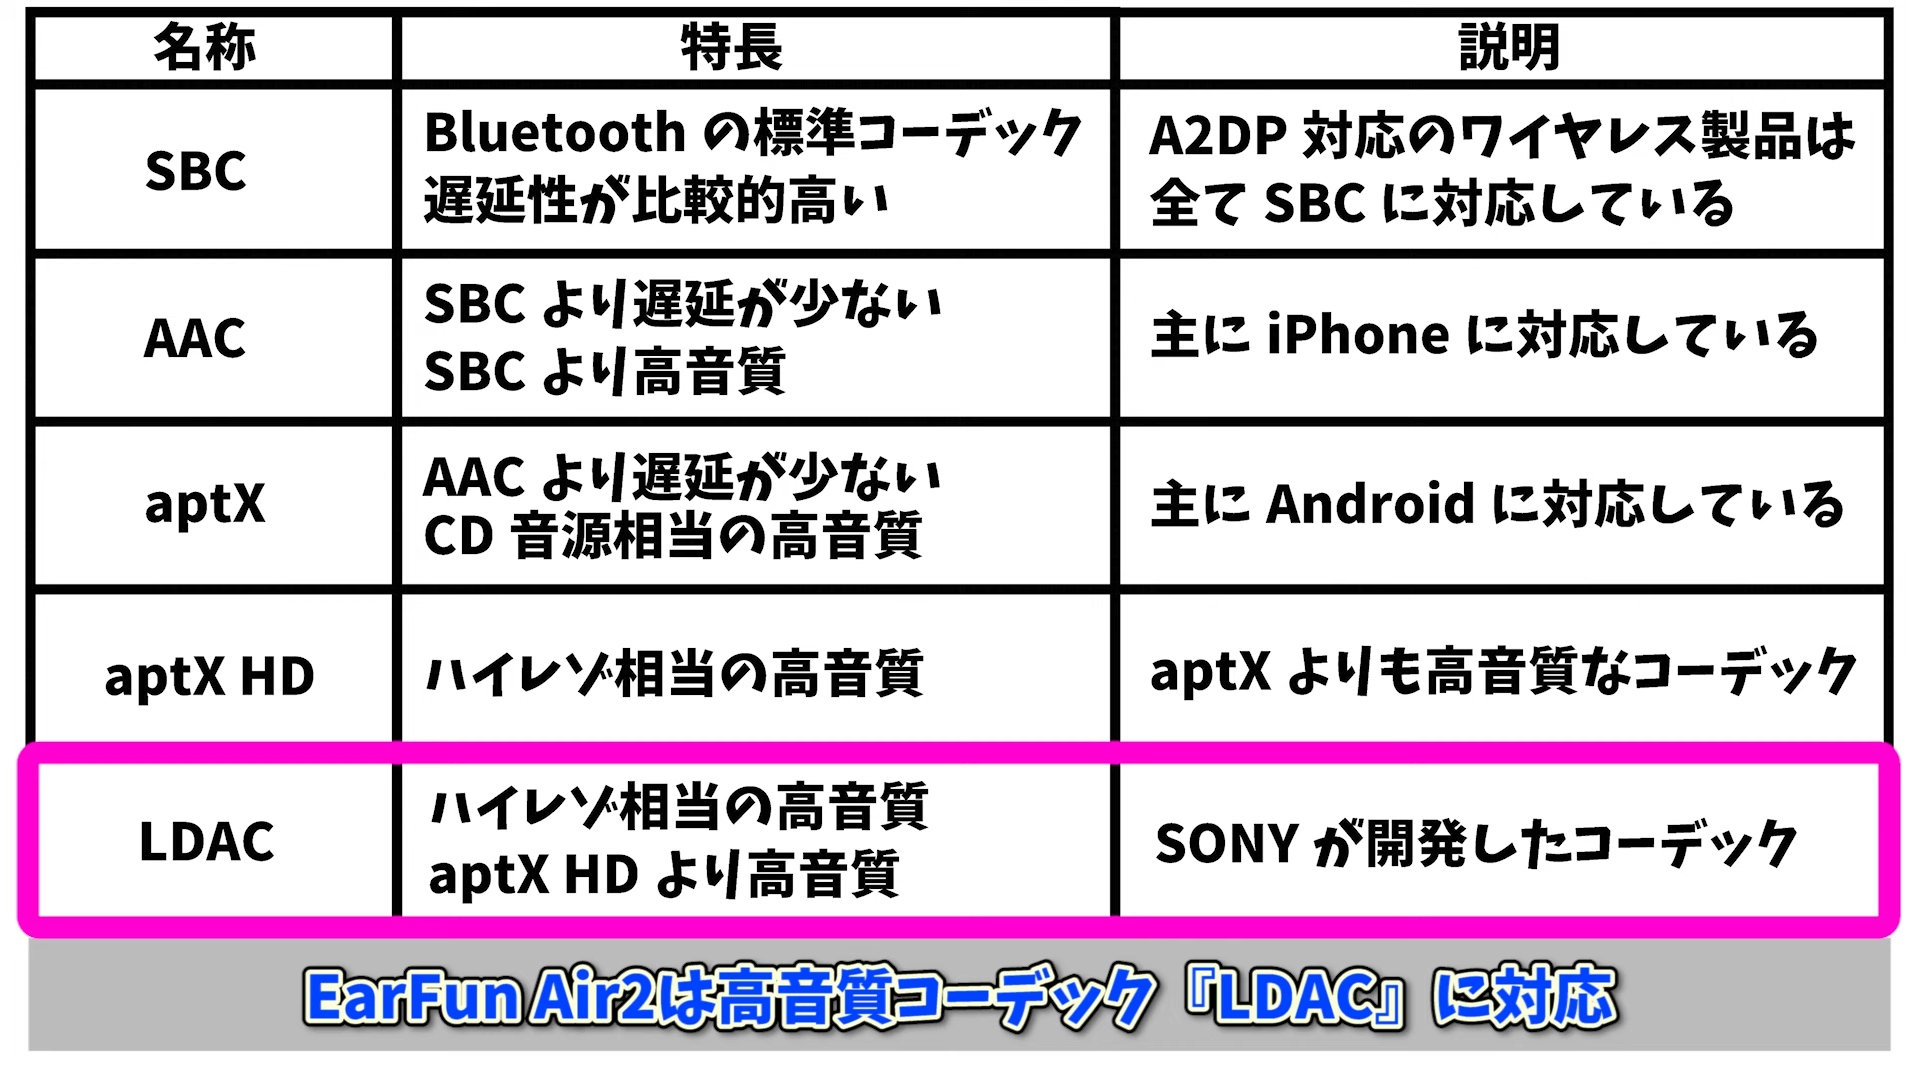 名称
特長
説明
SBC
Bluetooth の標準コーデック
遅延性が比較的高い
A2DP 対応のワイヤレス製品は
全て SBC に対応している
AAC
SBC より遅延が少ない
SBC より高音質
主に iPhone に対応している
aptX
AAC より遅延が少ない
CD 音源相当の高音質
主に Android に対応している
aptX HD
ハイレゾ相当の高音質
aptX よりも高音質なコーデック
LDAC
ハイレゾ相当の高音質
aptX HD より高音質
SONY が開発したコーデック
EarFun Air2は高音質コーデック『LDAC』に対応